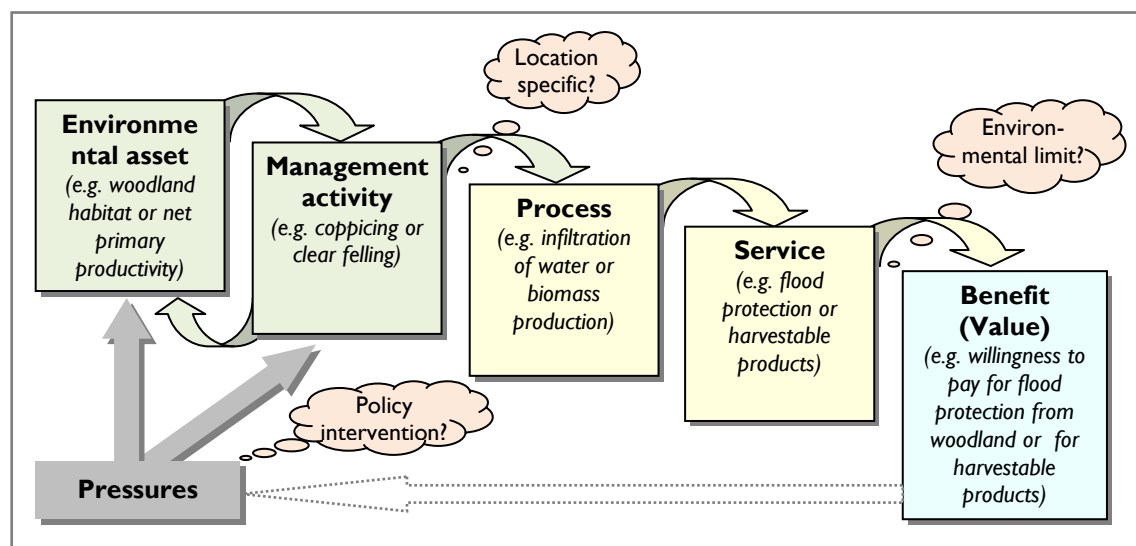 Location
specific?
Environme
ntal asset
(e.g. woodland
habitat or net
primary
productivity)
Management
activity
(e.g. coppicing or
clear felling)
Process
(e.g. infiltration
of water or
biomass
production)
Service
(e.g. flood
protection or
harvestable
products)
Environ-
mental limit?
Benefit
(Value)
(e.g. willingness to
pay for flood
protection from
woodland or for
harvestable
products)
Policy
intervention?
Pressures